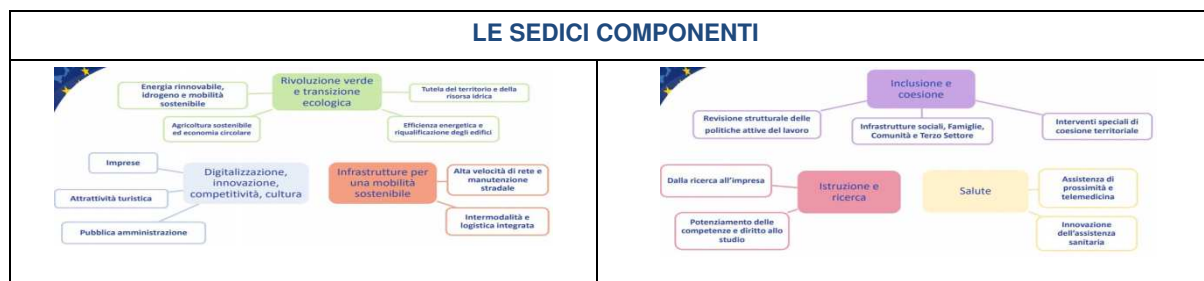 LE SEDICI COMPONENTI
Energia rinnovabile,
idrogeno e mobilità
sostenibile
Rivoluzione verde
e transizione
ecologica
Tutela del territorio e della
risorsa idrica
Agricoltura sostenibile
ed economia circolare
Efficienza energetica e
riqualificazione degli edifici
Imprese
Attrattività turistica
Pubblica amministrazione
Digitalizzazione,
innovazione,
competitività, cultura
Infrastrutture per
una mobilità
sostenibile
Alta velocità di rete e
manutenzione
stradale
Intermodalità e
logistica integrata
Inclusione e
coesione
Revisione strutturale delle
politiche attive del lavoro
Infrastrutture sociali, Famiglie,
Comunità e Terzo Settore
Interventi speciali di
coesione territoriale
Dalla ricerca all'impresa
Potenziamento delle
competenze e diritto allo
studio
Istruzione e
ricerca
Salute
Assistenza di
prossimità e
telemedicina
Innovazione
dell'assistenza
sanitaria